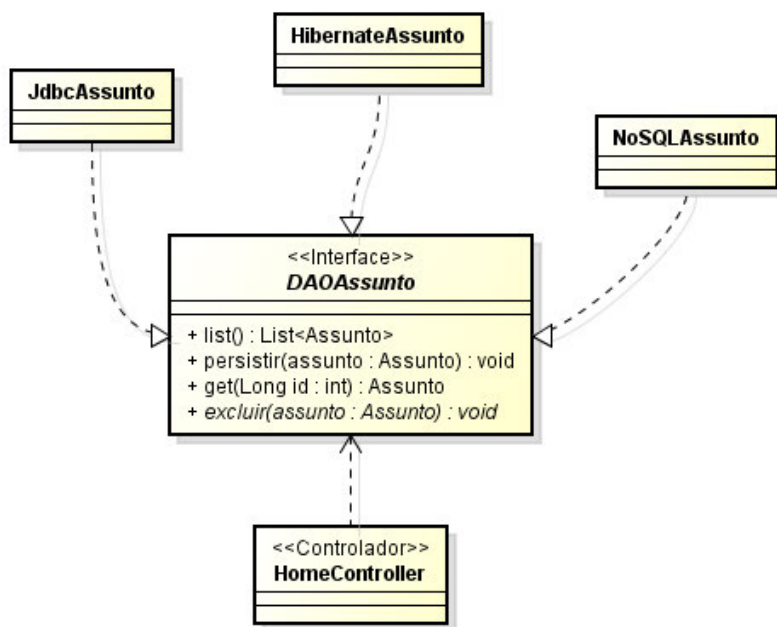 HibernateAssunto
JdbcAssunto
NoSQLAssunto
<<Interface>>
DAOAssunto
+ list() : List<Assunto>
+ persistir(assunto : Assunto) : void
+ get(Long id : int) : Assunto
+ excluir(assunto : Assunto) : void
<<Controlador>>
HomeController